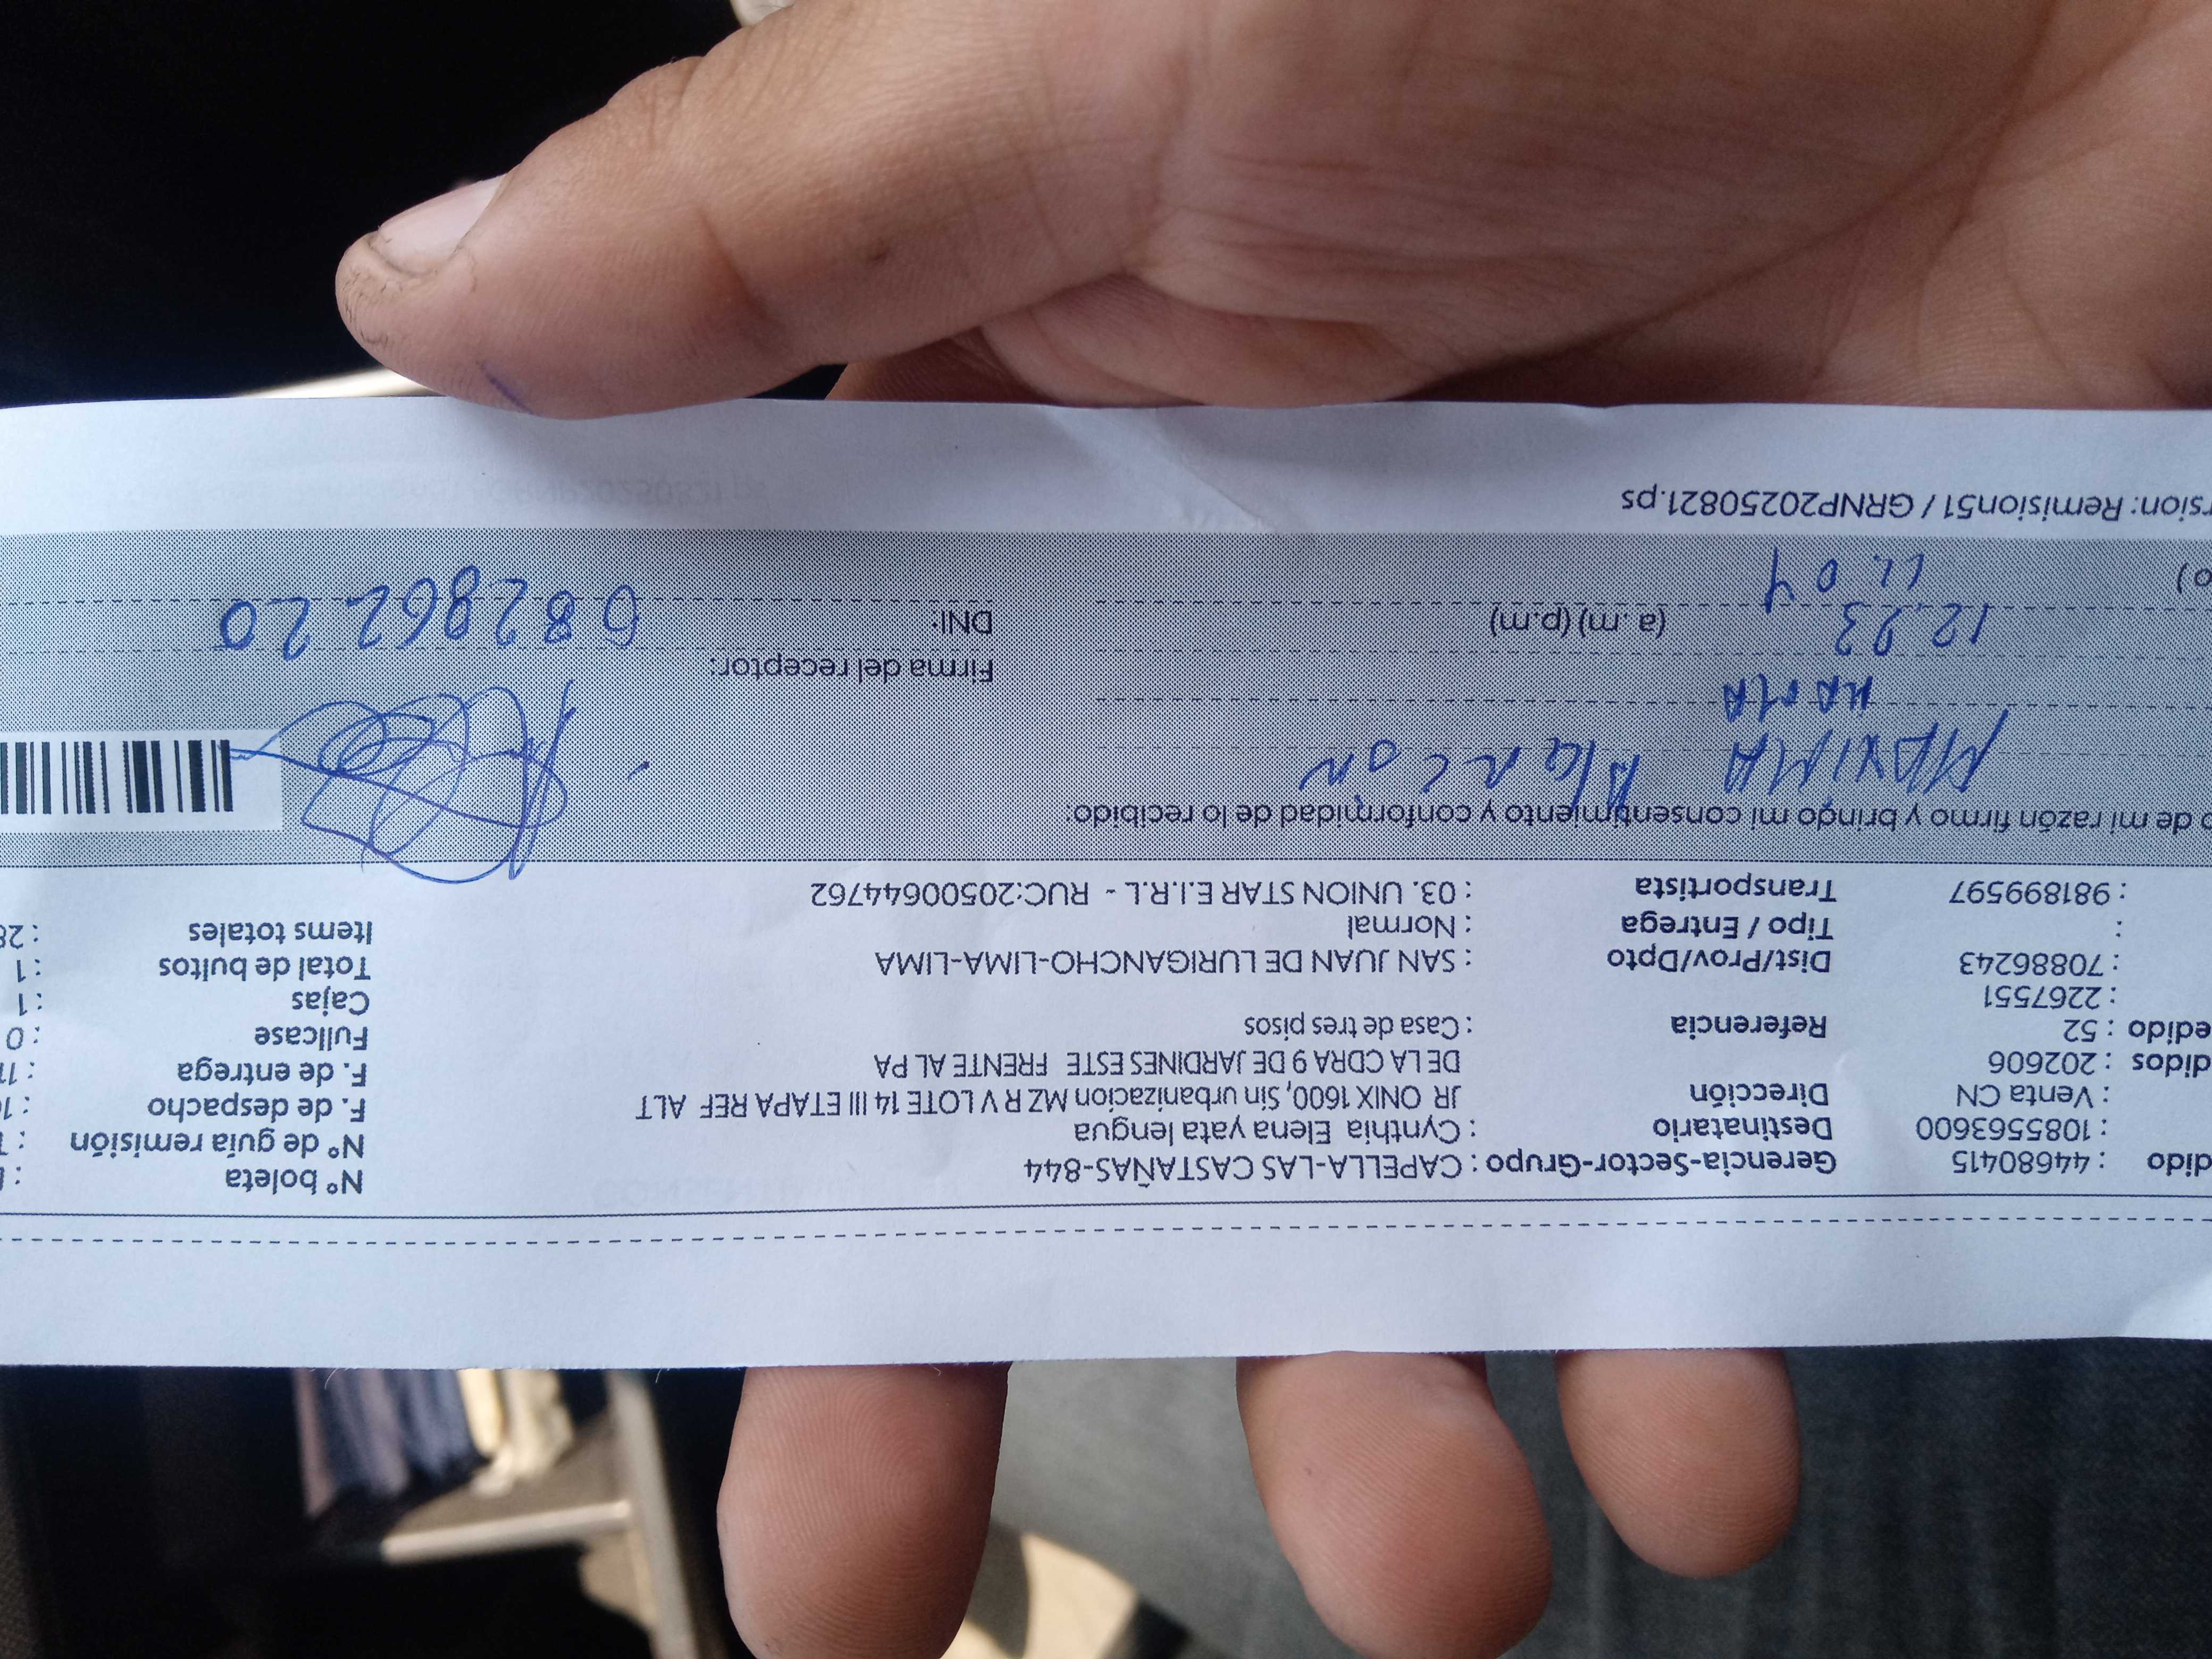 dido : 44680415 Gerencia-Sector-Grupo : CAPELLA-LAS CASTAÑAS-844 Nº boleta :
: 1085563600 Destinatario : Cynthia Elena yata lengua Nº de guía remisión :
: Venta CN Dirección JR ONIX 1600, Sin urbanizacion MZ R V LOTE 14 III ETAPA REF ALT F. de despacho : 1
didos : 202606 DE LA CDRA 9 DE JARDINES ESTE FRENTE AL PA F. de entrega : 1
edido : 52 Referencia : Casa de tres pisos Fullcase : 0
: 2267551 Cajas : 1
: 70886243 Dist/Prov/Dpto : SAN JUAN DE LURIGANCHO-LIMA-LIMA Total de bultos : 1
: Tipo / Entrega : Normal Items totales : 28
: 981899597 Transportista : 03. UNION STAR E.I.R.L - RUC:20500644762
o de mi razón firmo y bringo mi consentimiento y conformidad de lo recibido:
MAXIMA Alarcon
MAMA
Firma del receptor:
12.23 (a. m) (p.m) DNI: 08286220
o) 11.04
rsion: Remision51 / GRNP20250821.ps